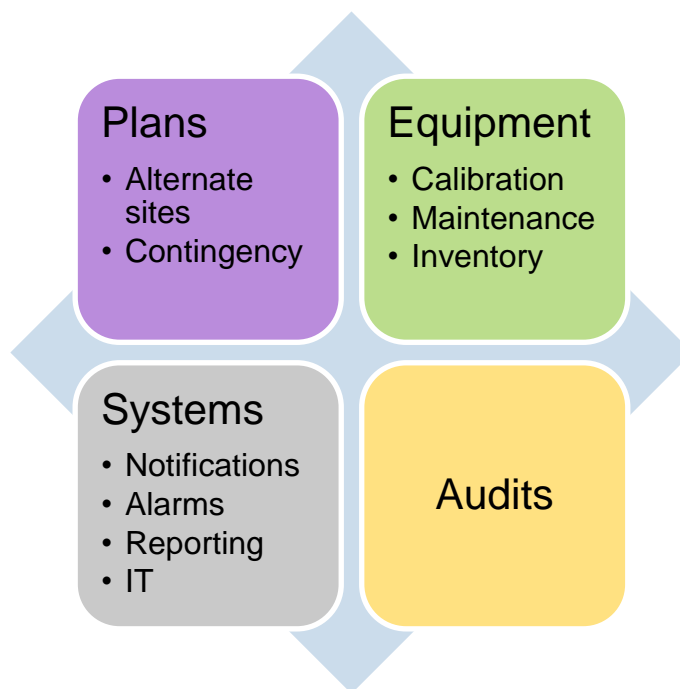 Plans
• Alternate
sites
• Contingency
Equipment
• Calibration
• Maintenance
• Inventory
Systems
• Notifications
• Alarms
• Reporting
• IT
Audits